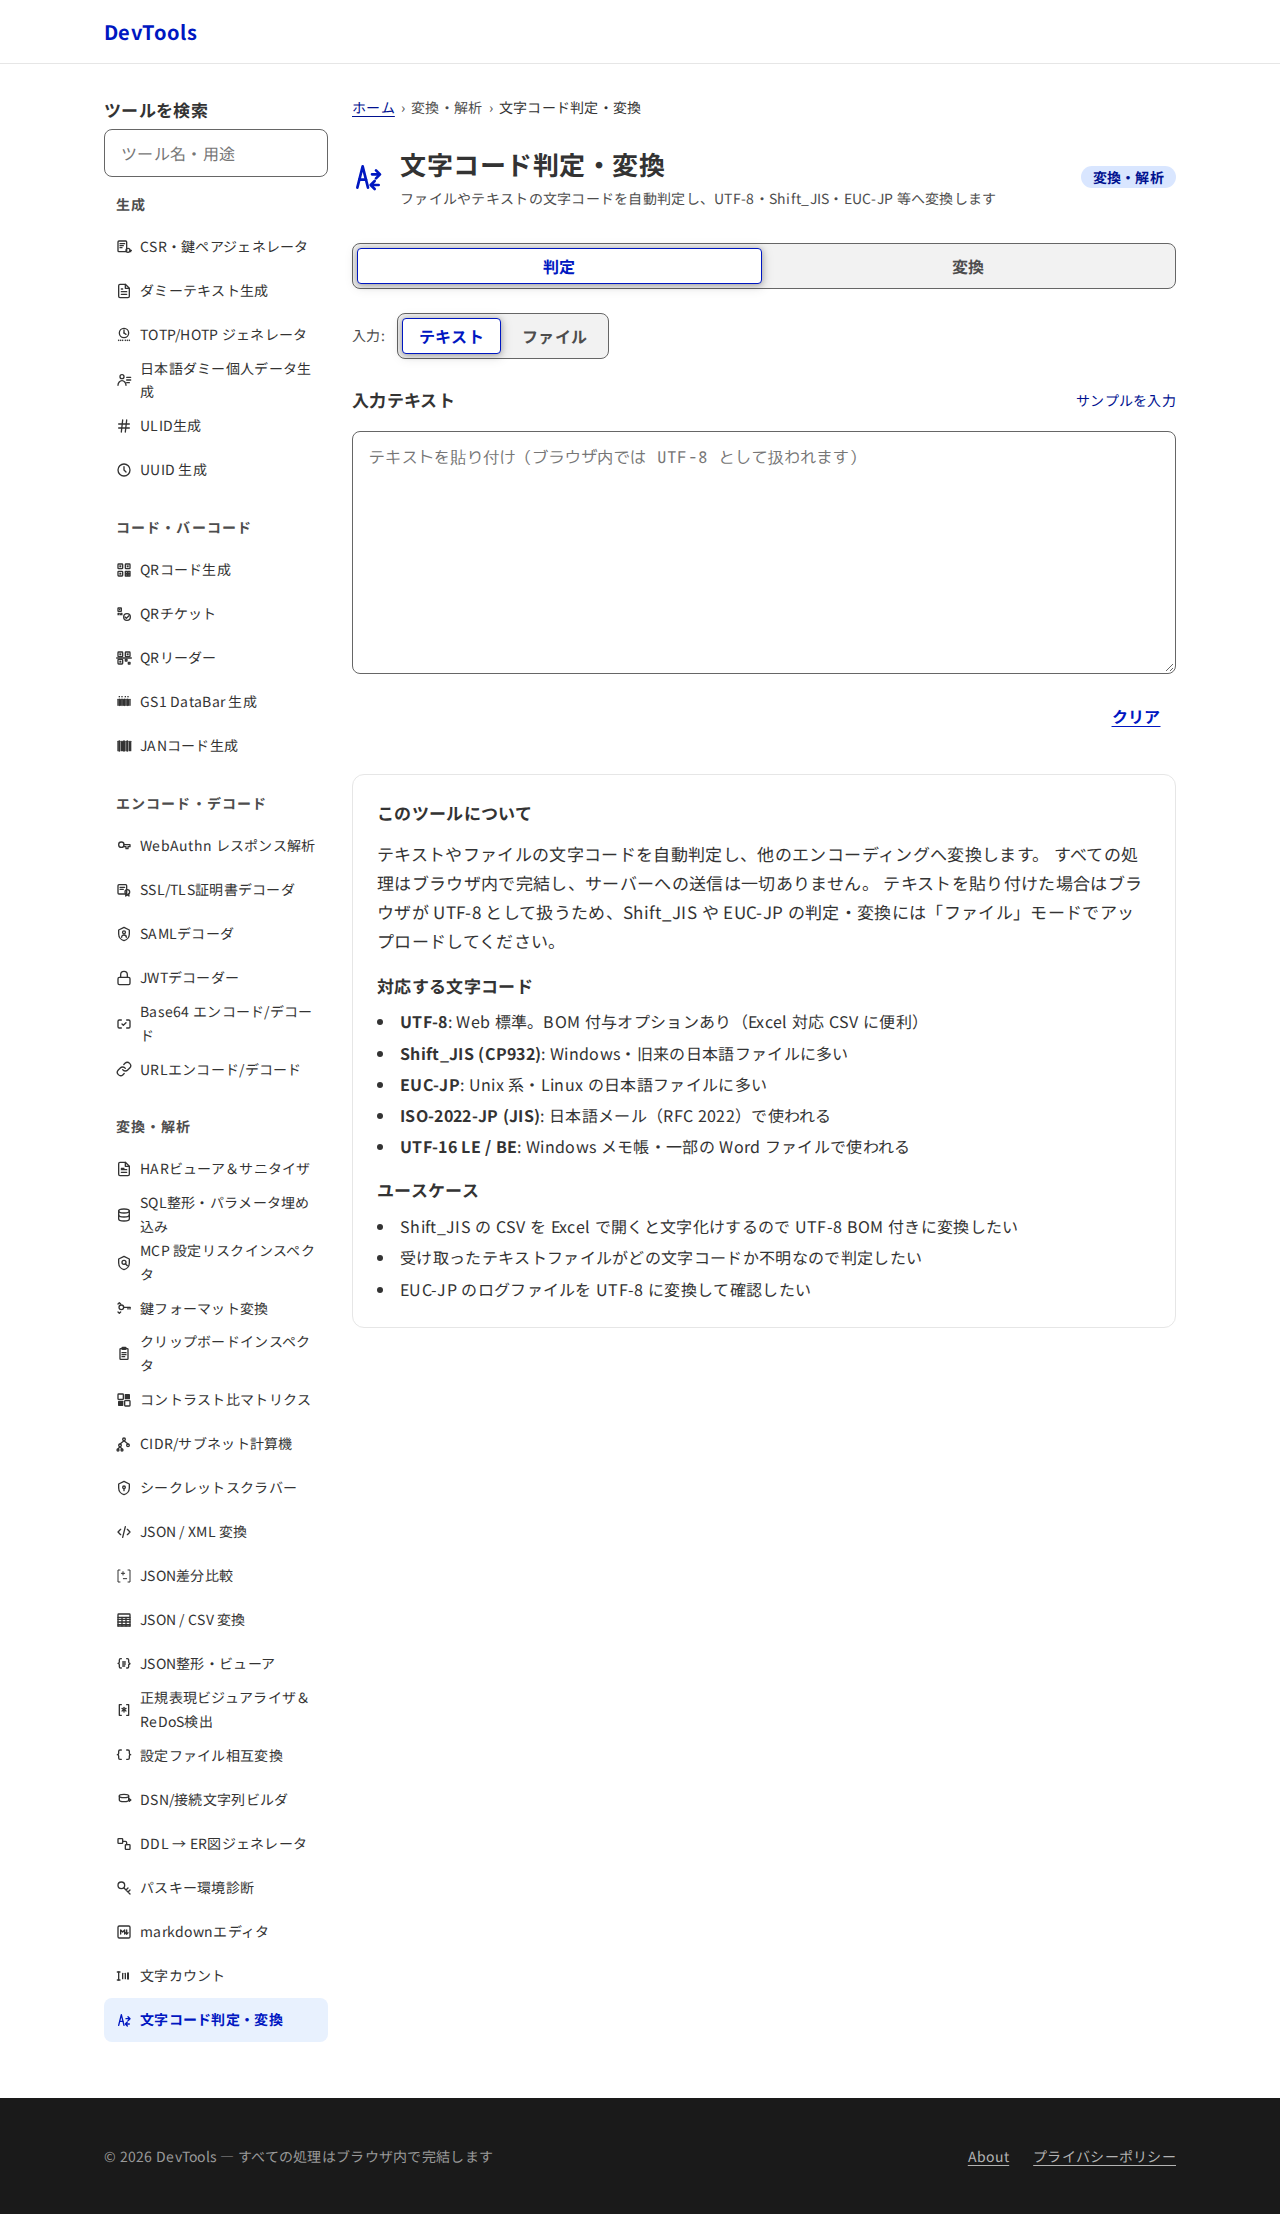 DevTools
ツールを検索
ツール名・用途
生成
CSR・鍵ペアジェネレータ
ダミーテキスト生成
TOTP/HOTP ジェネレータ
日本語ダミー個人データ生
成
ULID生成
UUID 生成
コード・バーコード
QRコード生成
QRチケット
QRリーダー
GS1 DataBar 生成
JANコード生成
エンコード・デコード
WebAuthn レスポンス解析
SSL/TLS証明書デコーダ
SAMLデコーダ
JWTデコーダー
Base64 エンコード/デコー
ド
URLエンコード/デコード
変換・解析
HARビューア＆サニタイザ
SQL整形・パラメータ埋め
込み
MCP 設定リスクインスペク
タ
鍵フォーマット変換
クリップボードインスペク
タ
コントラスト比マトリクス
CIDR/サブネット計算機
シークレットスクラバー
JSON / XML 変換
JSON差分比較
JSON / CSV 変換
JSON整形・ビューア
正規表現ビジュアライザ＆
ReDoS検出
設定ファイル相互変換
DSN/接続文字列ビルダ
DDL → ER図ジェネレータ
パスキー環境診断
markdownエディタ
文字カウント
文字コード判定・変換
ホーム › 変換・解析 › 文字コード判定・変換
文字コード判定・変換
ファイルやテキストの文字コードを自動判定し、UTF-8・Shift_JIS・EUC-JP 等へ変換します
変換・解析
判定 変換
入力: テキスト ファイル
入力テキスト サンプルを入力
テキストを貼り付け（ブラウザ内では UTF-8 として扱われます）
クリア
このツールについて
テキストやファイルの文字コードを自動判定し、他のエンコーディングへ変換します。 すべての処
理はブラウザ内で完結し、サーバーへの送信は一切ありません。 テキストを貼り付けた場合はブラ
ウザが UTF-8 として扱うため、Shift_JIS や EUC-JP の判定・変換には「ファイル」モードでアッ
プロードしてください。
対応する文字コード
• UTF-8: Web 標準。BOM 付与オプションあり（Excel 対応 CSV に便利）
• Shift_JIS (CP932): Windows・旧来の日本語ファイルに多い
• EUC-JP: Unix 系・Linux の日本語ファイルに多い
• ISO-2022-JP (JIS): 日本語メール（RFC 2022）で使われる
• UTF-16 LE / BE: Windows メモ帳・一部の Word ファイルで使われる
ユースケース
• Shift_JIS の CSV を Excel で開くと文字化けするので UTF-8 BOM 付きに変換したい
• 受け取ったテキストファイルがどの文字コードか不明なので判定したい
• EUC-JP のログファイルを UTF-8 に変換して確認したい
© 2026 DevTools — すべての処理はブラウザ内で完結します
About プライバシーポリシー